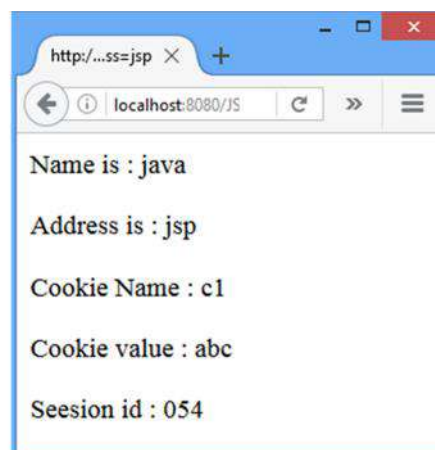 http:/...ss=jsp
localhost:8080/JS
Name is : java
Address is : jsp
Cookie Name : c1
Cookie value : abc
Seesion id : 054